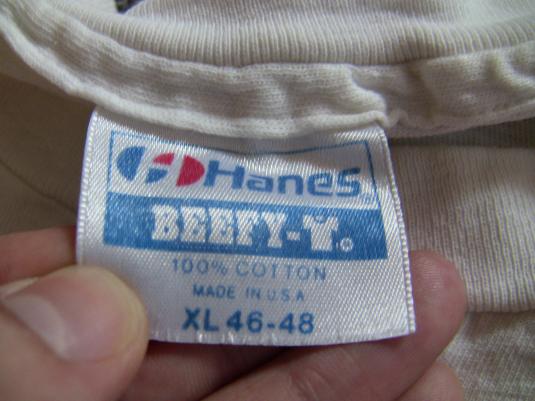 Hanes
BEEFY-T®
100% COTTON
MADE IN U.S.A
XL 46-48